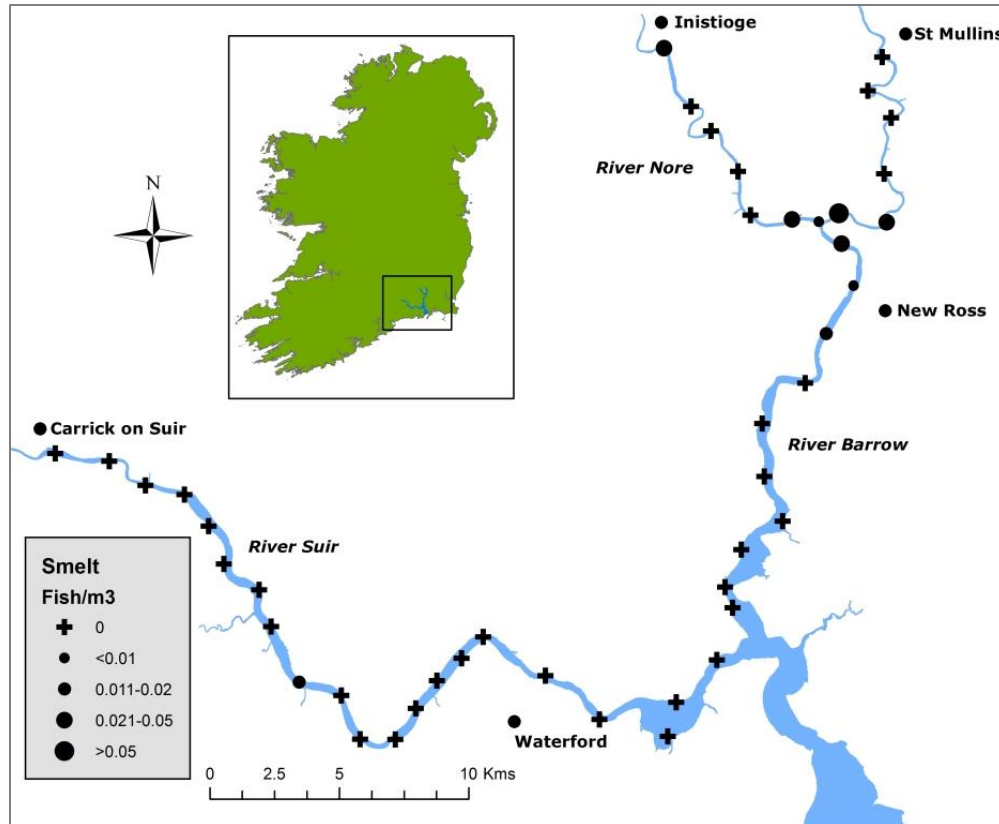 Inistioge
St Mullins
N
River Nore
New Ross
Carrick on Suir
River Barrow
River Suir
Smelt
Fish/m3
0
<0.01
0.011-0.02
0.021-0.05
>0.05
Waterford
0 2.5 5 10 Kms